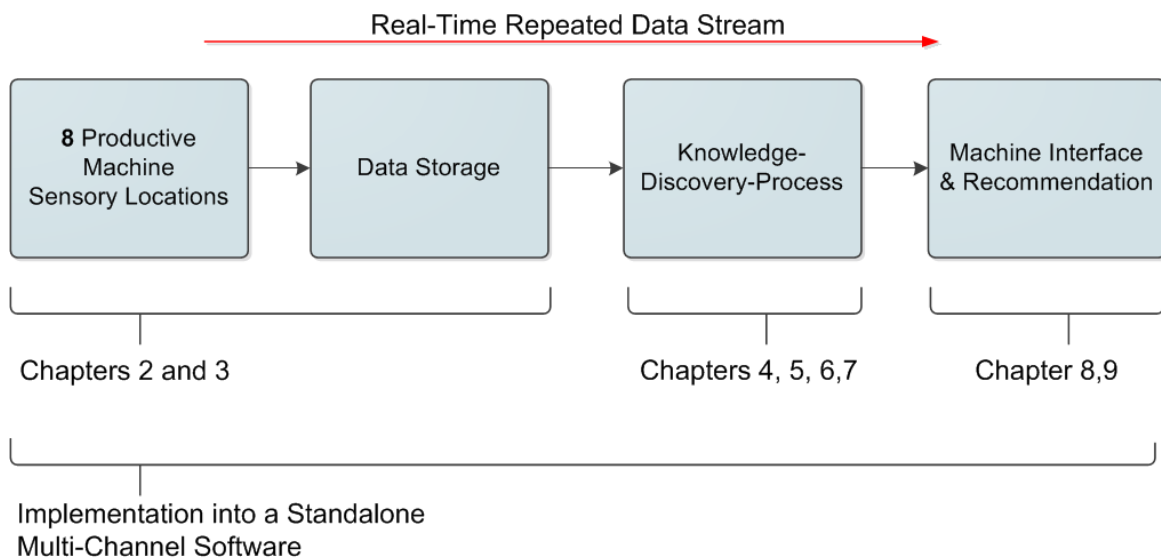 Real-Time Repeated Data Stream
8 Productive
Machine
Sensory Locations
Data Storage
Knowledge-
Discovery-Process
Machine Interface
& Recommendation
Chapters 2 and 3
Chapters 4, 5, 6,7
Chapter 8,9
Implementation into a Standalone
Multi-Channel Software